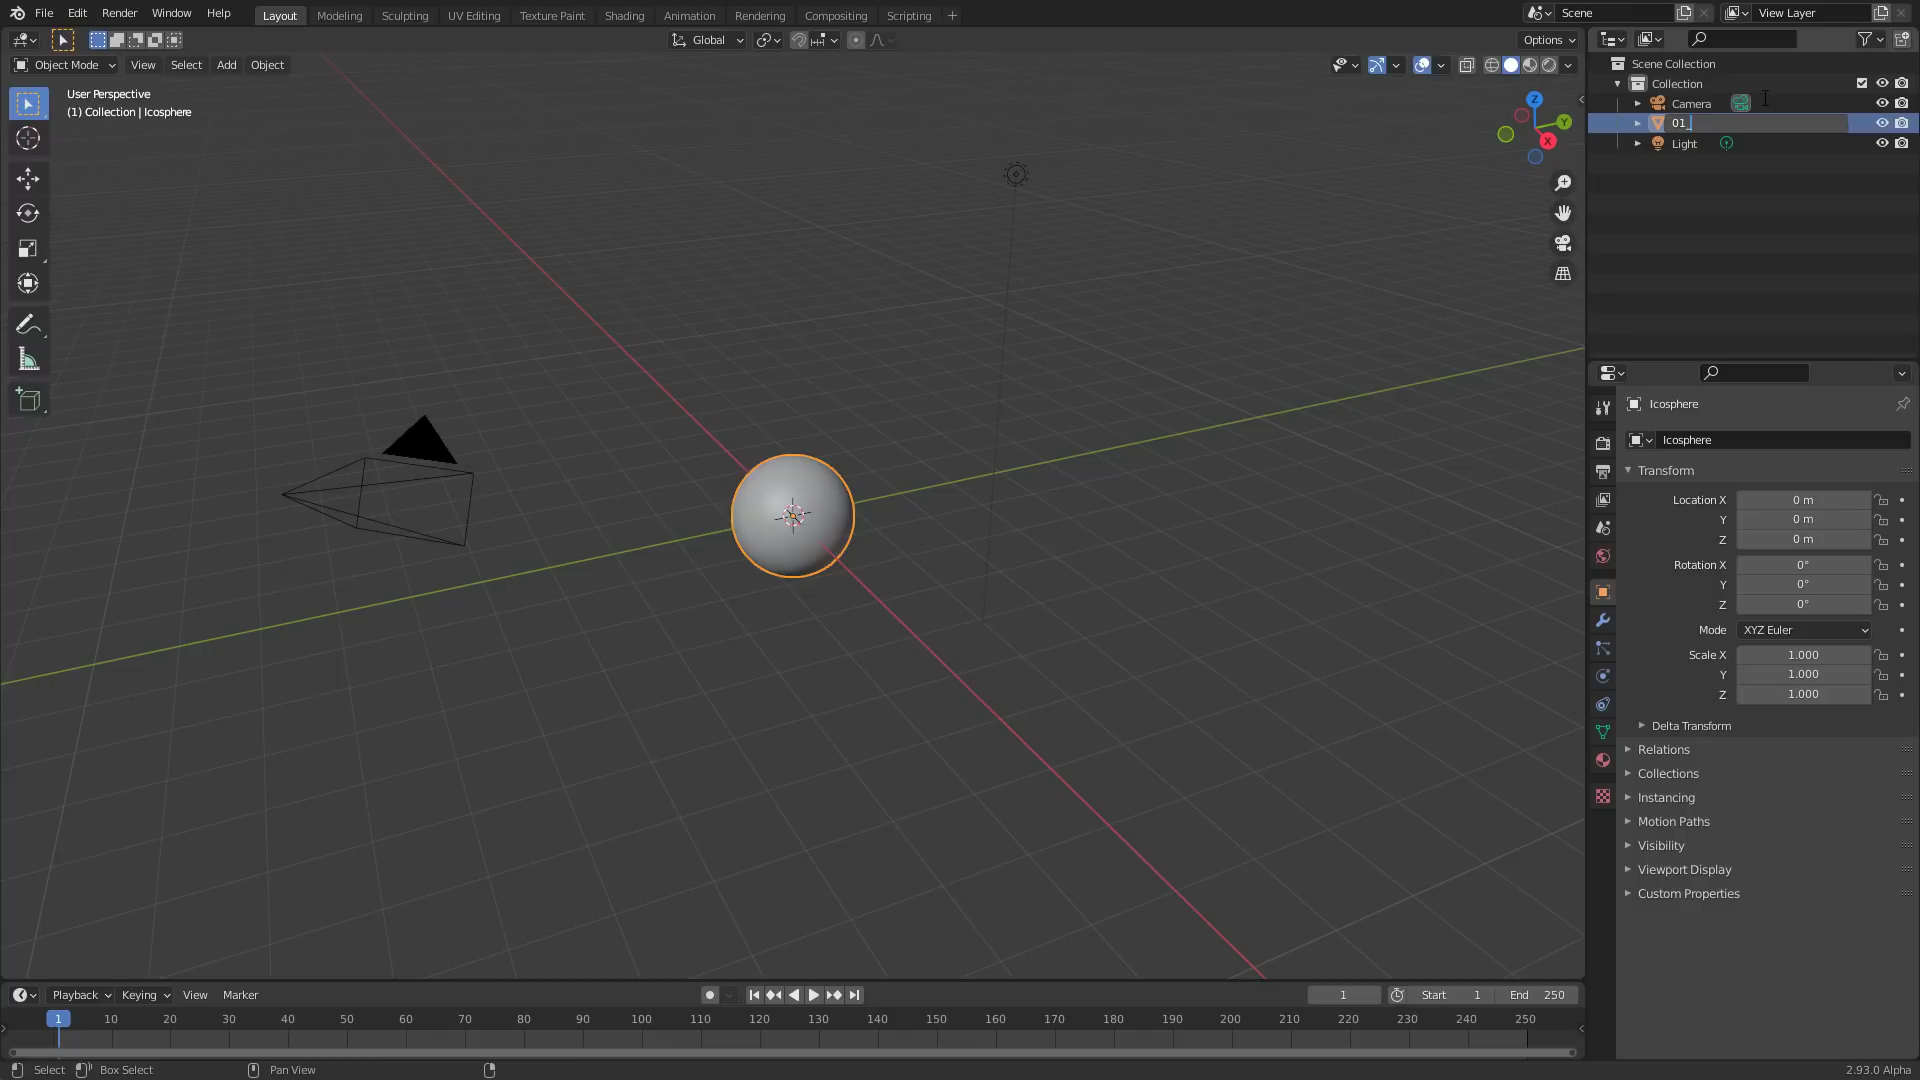 File Edit Render Window Help Layout Modeling Sculpting UV Editing Texture Paint Shading Animation Rendering Compositing Scripting + Scene View Layer
Global Options
Object Mode View Select Add Object
User Perspective
(1) Collection | Icosphere
Z
Y
X
Scene Collection
Collection
Camera
01_
Light
Icosphere
Icosphere
Transform
Location X 0 m
Y 0 m
Z 0 m
Rotation X 0°
Y 0°
Z 0°
Mode XYZ Euler
Scale X 1.000
Y 1.000
Z 1.000
Delta Transform
Relations
Collections
Instancing
Motion Paths
Visibility
Viewport Display
Custom Properties
Playback Keying View Marker 1 Start 1 End 250
1 10 20 30 40 50 60 70 80 90 100 110 120 130 140 150 160 170 180 190 200 210 220 230 240 250
Select Box Select Pan View 2.93.0 Alpha